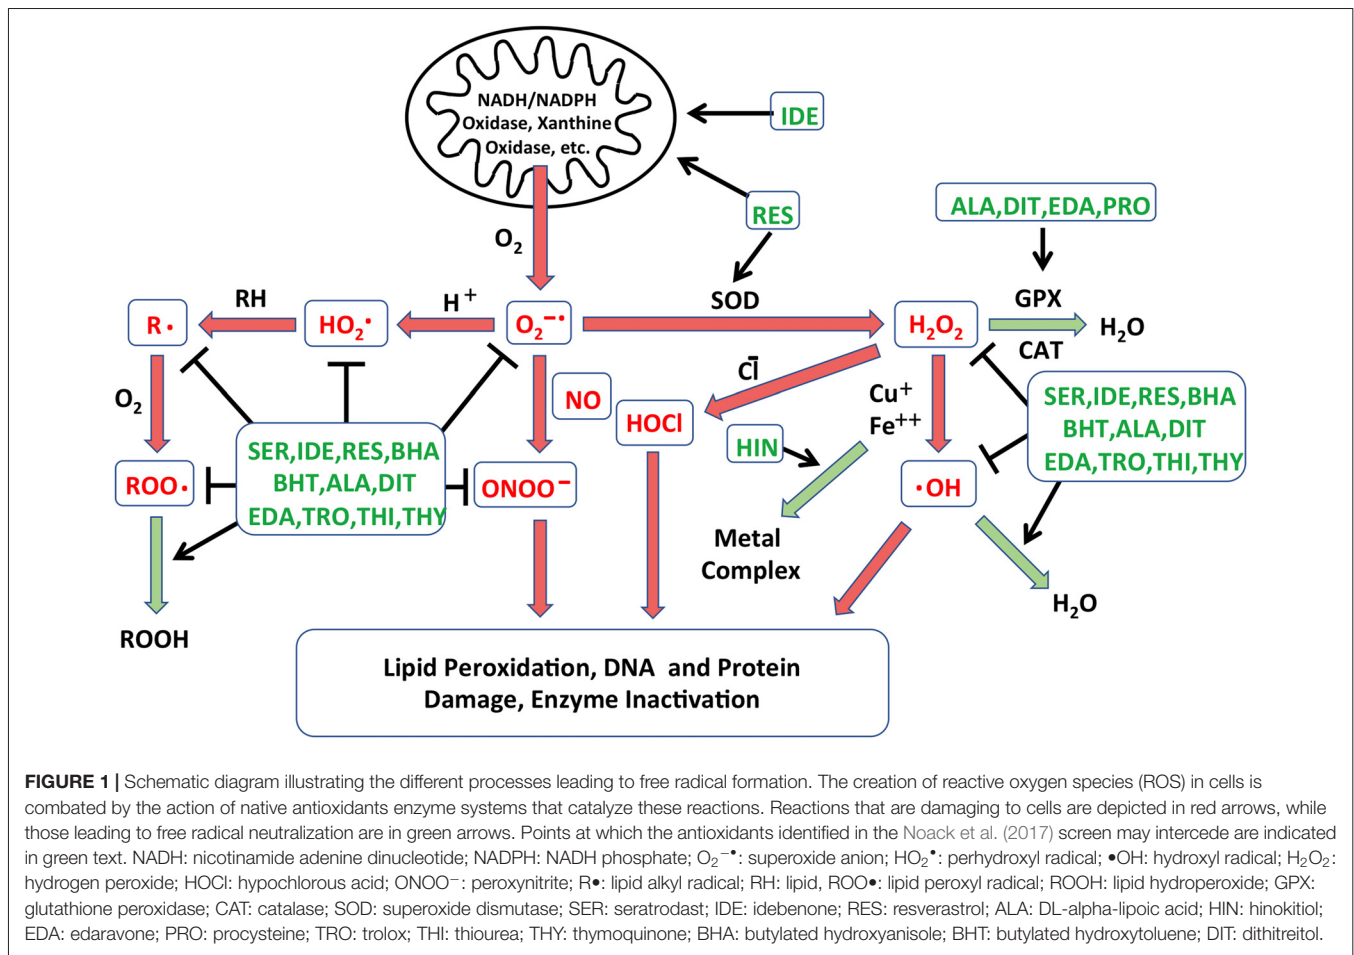 NADH/NADPH
Oxidase, Xanthine
Oxidase, etc.
IDE
RES
ALA,DIT,EDA,PRO
O2
RH
H+
SOD
GPX
R•
HO2•
O2−•
H2O2
H2O
CAT
O2
NO
HOCl
Cl̄
Cu+
Fe++
HIN
SER,IDE,RES,BHA
BHT,ALA,DIT
EDA,TRO,THI,THY
SER,IDE,RES,BHA
BHT,ALA,DIT
EDA,TRO,THI,THY
ROO•
ONOO−
•OH
Metal
Complex
H2O
ROOH
Lipid Peroxidation, DNA and Protein
Damage, Enzyme Inactivation
FIGURE 1 | Schematic diagram illustrating the different processes leading to free radical formation. The creation of reactive oxygen species (ROS) in cells is
combated by the action of native antioxidants enzyme systems that catalyze these reactions. Reactions that are damaging to cells are depicted in red arrows, while
those leading to free radical neutralization are in green arrows. Points at which the antioxidants identified in the Noack et al. (2017) screen may intercede are indicated
in green text. NADH: nicotinamide adenine dinucleotide; NADPH: NADH phosphate; O2−•: superoxide anion; HO2•: perhydroxyl radical; •OH: hydroxyl radical; H2O2:
hydrogen peroxide; HOCl: hypochlorous acid; ONOO−: peroxynitrite; R•: lipid alkyl radical; RH: lipid, ROO•: lipid peroxyl radical; ROOH: lipid hydroperoxide; GPX:
glutathione peroxidase; CAT: catalase; SOD: superoxide dismutase; SER: seratrodast; IDE: idebenone; RES: resverastrol; ALA: DL-alpha-lipoic acid; HIN: hinokitiol;
EDA: edaravone; PRO: procysteine; TRO: trolox; THI: thiourea; THY: thymoquinone; BHA: butylated hydroxyanisole; BHT: butylated hydroxytoluene; DIT: dithitreitol.